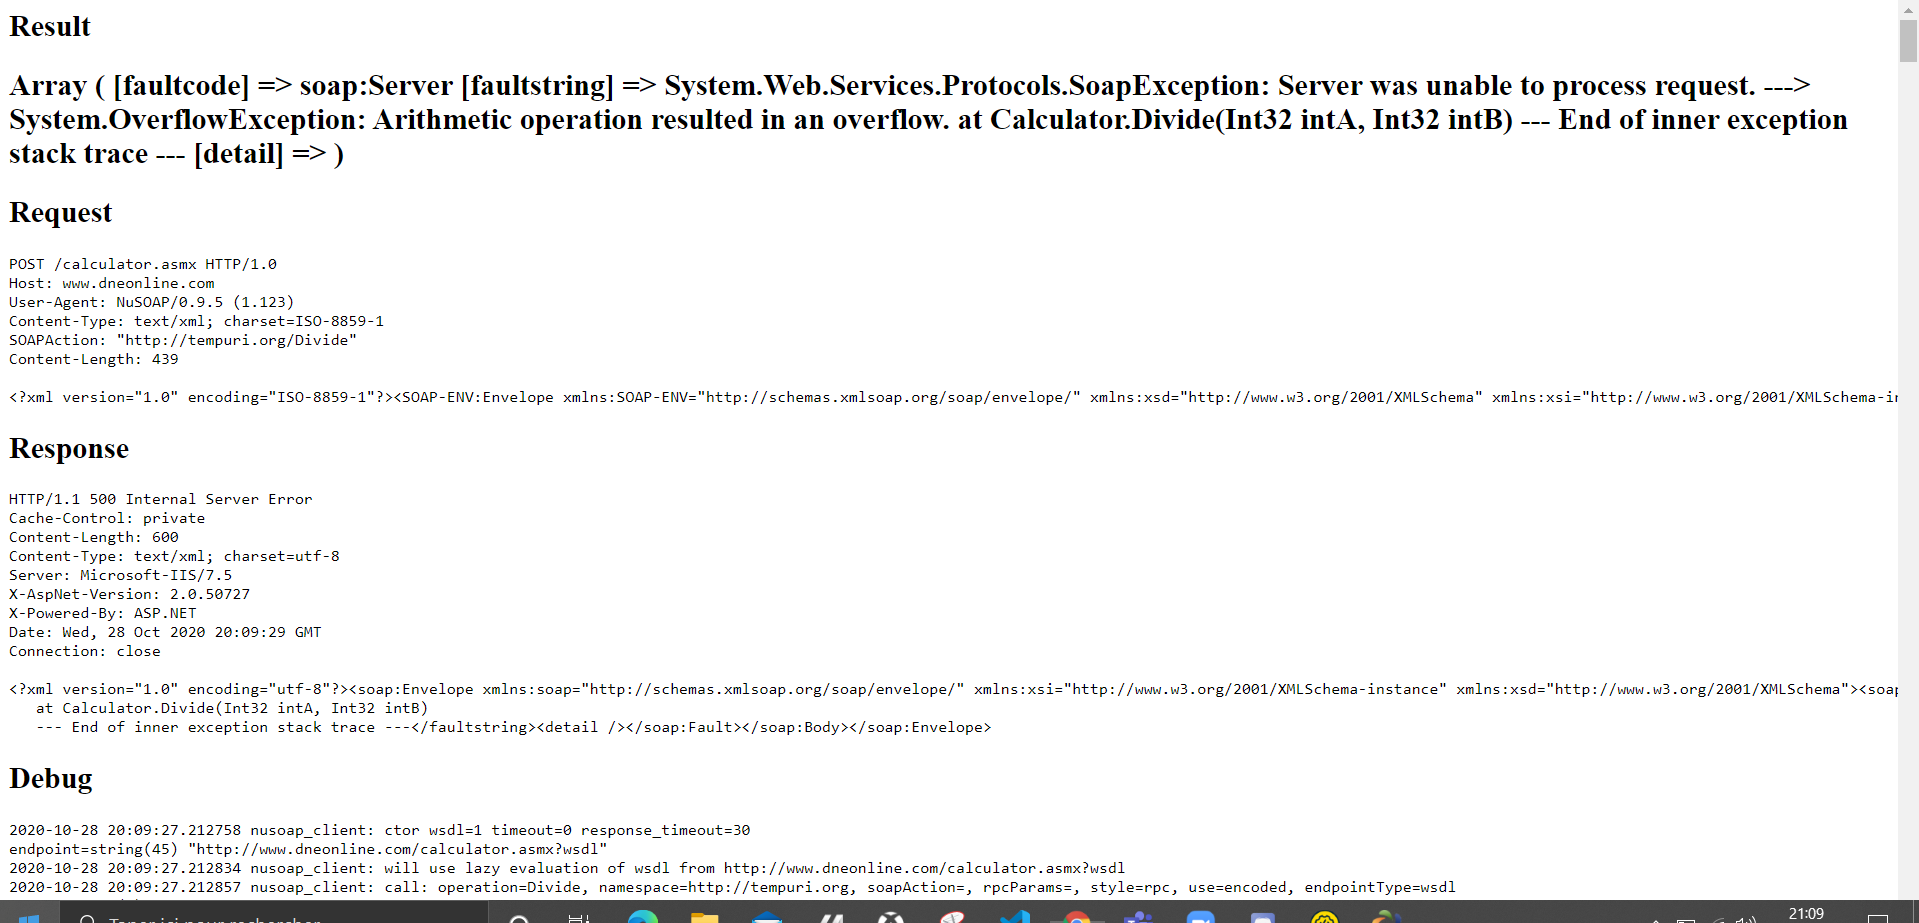 Result
Array ( [faultcode] => soap:Server [faultstring] => System.Web.Services.Protocols.SoapException: Server was unable to process request. --->
System.OverflowException: Arithmetic operation resulted in an overflow. at Calculator.Divide(Int32 intA, Int32 intB) --- End of inner exception
stack trace --- [detail] => )
Request
POST /calculator.asmx HTTP/1.0
Host: www.dneonline.com
User-Agent: NuSOAP/0.9.5 (1.123)
Content-Type: text/xml; charset=ISO-8859-1
SOAPAction: "http://tempuri.org/Divide"
Content-Length: 439
<?xml version="1.0" encoding="ISO-8859-1"?><SOAP-ENV:Envelope xmlns:SOAP-ENV="http://schemas.xmlsoap.org/soap/envelope/" xmlns:xsd="http://www.w3.org/2001/XMLSchema" xmlns:xsi="http://www.w3.org/2001/XMLSchema-in
Response
HTTP/1.1 500 Internal Server Error
Cache-Control: private
Content-Length: 600
Content-Type: text/xml; charset=utf-8
Server: Microsoft-IIS/7.5
X-AspNet-Version: 2.0.50727
X-Powered-By: ASP.NET
Date: Wed, 28 Oct 2020 20:09:29 GMT
Connection: close
<?xml version="1.0" encoding="utf-8"?><soap:Envelope xmlns:soap="http://schemas.xmlsoap.org/soap/envelope/" xmlns:xsi="http://www.w3.org/2001/XMLSchema-instance" xmlns:xsd="http://www.w3.org/2001/XMLSchema"><soap
at Calculator.Divide(Int32 intA, Int32 intB)
--- End of inner exception stack trace ---</faultstring><detail /></soap:Fault></soap:Body></soap:Envelope>
Debug
2020-10-28 20:09:27.212758 nusoap_client: ctor wsdl=1 timeout=0 response_timeout=30
endpoint=string(45) "http://www.dneonline.com/calculator.asmx?wsdl"
2020-10-28 20:09:27.212834 nusoap_client: will use lazy evaluation of wsdl from http://www.dneonline.com/calculator.asmx?wsdl
2020-10-28 20:09:27.212857 nusoap_client: call: operation=Divide, namespace=http://tempuri.org, soapAction=, rpcParams=, style=rpc, use=encoded, endpointType=wsdl
Taper ici pour rechercher
21:09